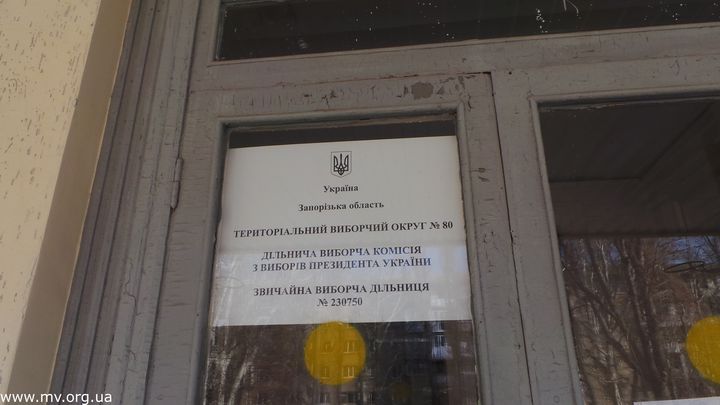 Україна
Запорізька область
ТЕРИТОРІАЛЬНИЙ ВИБОРЧИЙ ОКРУГ № 80
ДІЛЬНИЧА ВИБОРЧА КОМІСІЯ
З ВИБОРІВ ПРЕЗИДЕНТА УКРАЇНИ
ЗВИЧАЙНА ВИБОРЧА ДІЛЬНИЦЯ
№ 230750
www.mv.org.ua